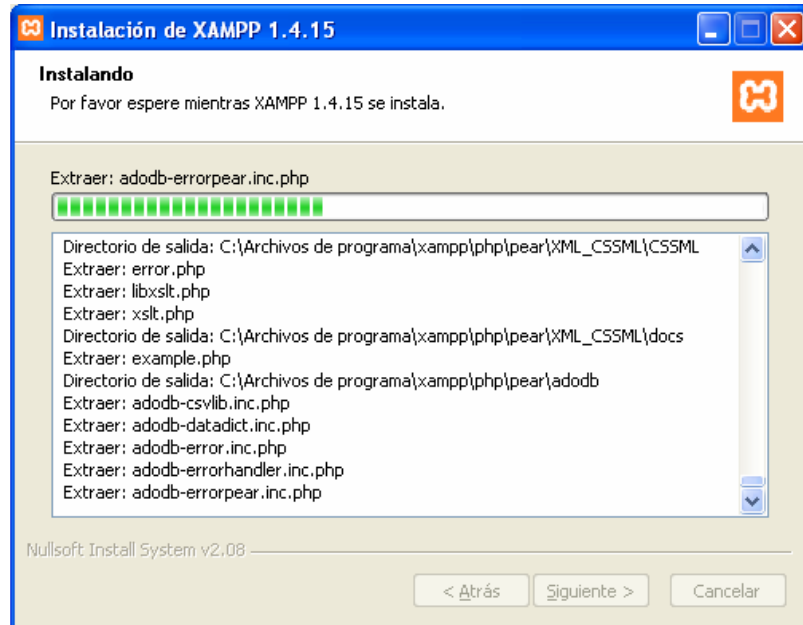 Instalación de XAMPP 1.4.15
Instalando
Por favor espere mientras XAMPP 1.4.15 se instala.
Extraer: adodb-errorpear.inc.php
Directorio de salida: C:\Archivos de programa\xampp\php\pear\XML_CSSML\CSSML
Extraer: error.php
Extraer: libxslt.php
Extraer: xslt.php
Directorio de salida: C:\Archivos de programa\xampp\php\pear\XML_CSSML\docs
Extraer: example.php
Directorio de salida: C:\Archivos de programa\xampp\php\pear\adodb
Extraer: adodb-csvlib.inc.php
Extraer: adodb-datadict.inc.php
Extraer: adodb-error.inc.php
Extraer: adodb-errorhandler.inc.php
Extraer: adodb-errorpear.inc.php
Nullsoft Install System v2.08
< Atrás Siguiente > Cancelar